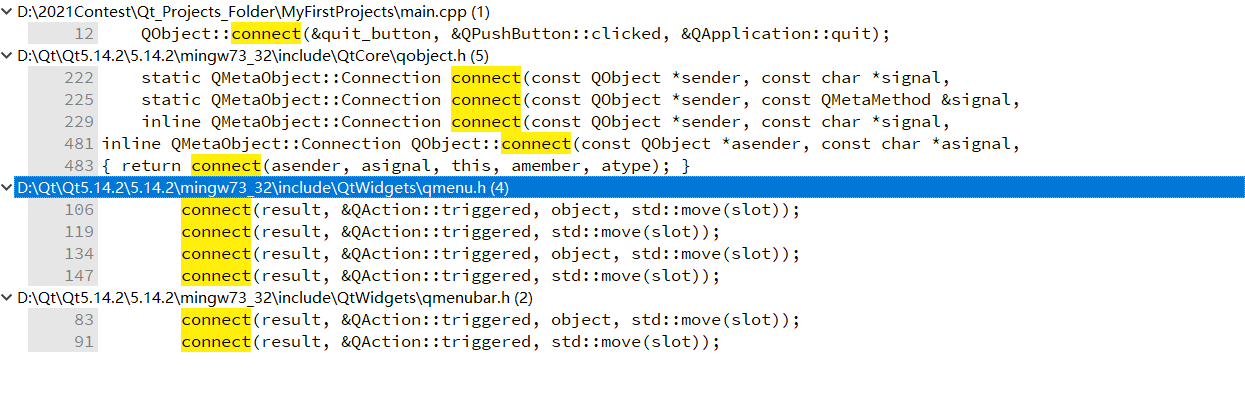 D:\2021Contest\Qt_Projects_Folder\MyFirstProjects\main.cpp (1)
12 QObject::connect(&quit_button, &QPushButton::clicked, &QApplication::quit);
D:\Qt\Qt5.14.2\5.14.2\mingw73_32\include\QtCore\qobject.h (5)
222 static QMetaObject::Connection connect(const QObject *sender, const char *signal,
225 static QMetaObject::Connection connect(const QObject *sender, const QMetaMethod &signal,
229 inline QMetaObject::Connection connect(const QObject *sender, const char *signal,
481 inline QMetaObject::Connection QObject::connect(const QObject *asender, const char *asignal,
483 { return connect(asender, asignal, this, amember, atype); }
D:\Qt\Qt5.14.2\5.14.2\mingw73_32\include\QtWidgets\qmenu.h (4)
106 connect(result, &QAction::triggered, object, std::move(slot));
119 connect(result, &QAction::triggered, std::move(slot));
134 connect(result, &QAction::triggered, object, std::move(slot));
147 connect(result, &QAction::triggered, std::move(slot));
D:\Qt\Qt5.14.2\5.14.2\mingw73_32\include\QtWidgets\qmenubar.h (2)
83 connect(result, &QAction::triggered, object, std::move(slot));
91 connect(result, &QAction::triggered, std::move(slot));